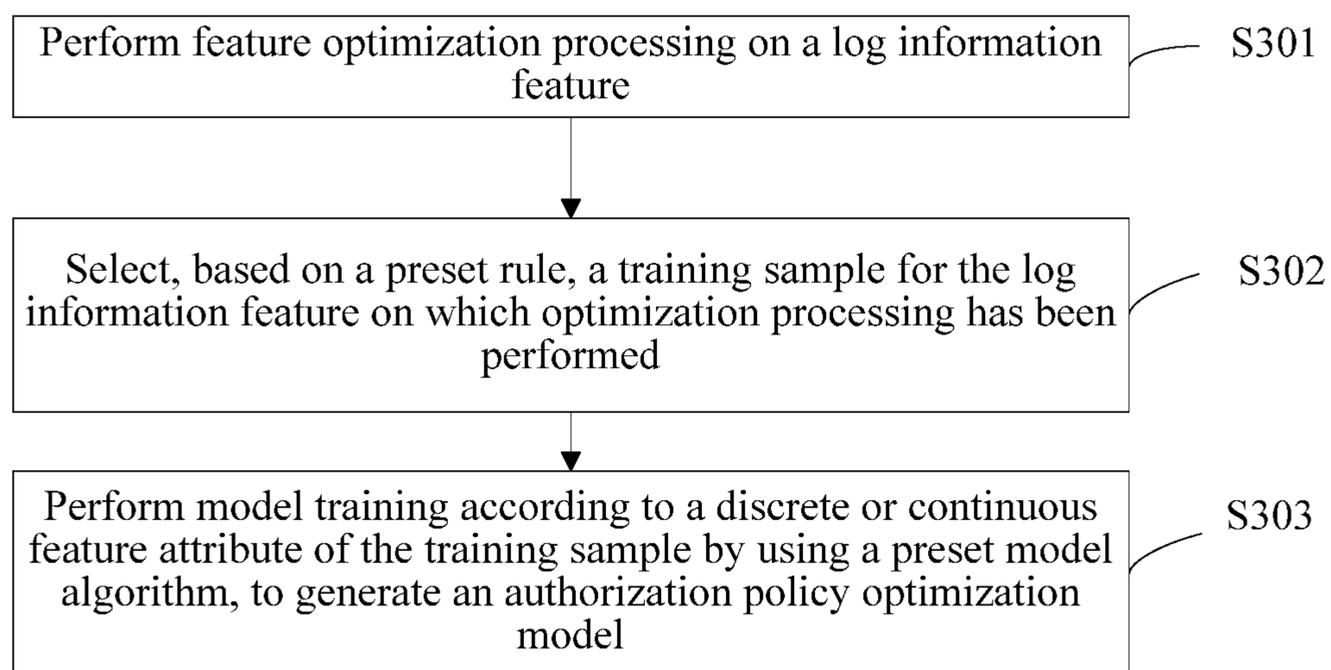 Perform feature optimization processing on a log information
feature
S301
Select, based on a preset rule, a training sample for the log
information feature on which optimization processing has been
performed
S302
Perform model training according to a discrete or continuous
feature attribute of the training sample by using a preset model
algorithm, to generate an authorization policy optimization
model
S303